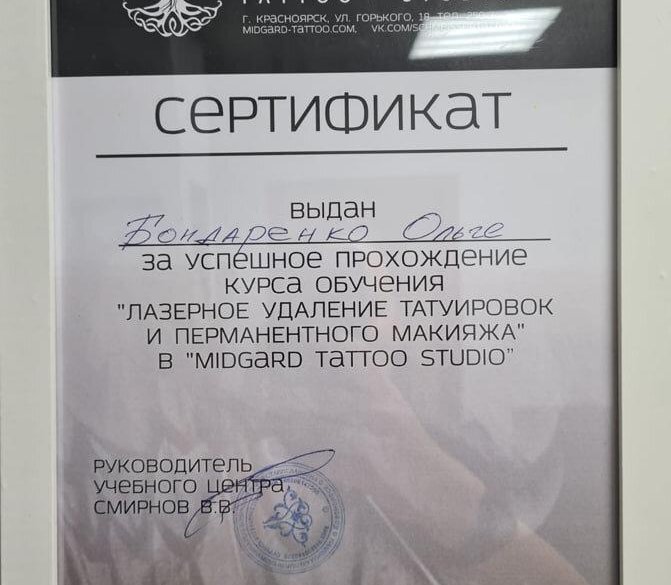 TATTOO
Г. КРАСНОЯРСК, УЛ. ГОРЬКОГО, 18
MIDGARD-TATTOO.COM,
СЕРТИФИКАТ
ВЫДАН
Бондаренко Ольге
ЗА УСПЕШНОЕ ПРОХОЖДЕНИЕ
КУРСА ОБУЧЕНИЯ
"ЛАЗЕРНОЕ УДАЛЕНИЕ ТАТУИРОВОК
И ПЕРМАНЕНТНОГО МАКИЯЖА"
В "MIDGARD TATTOO STUDIO"
РУКОВОДИТЕЛЬ
УЧЕБНОГО ЦЕНТРА,
СМИРНОВ В.В.